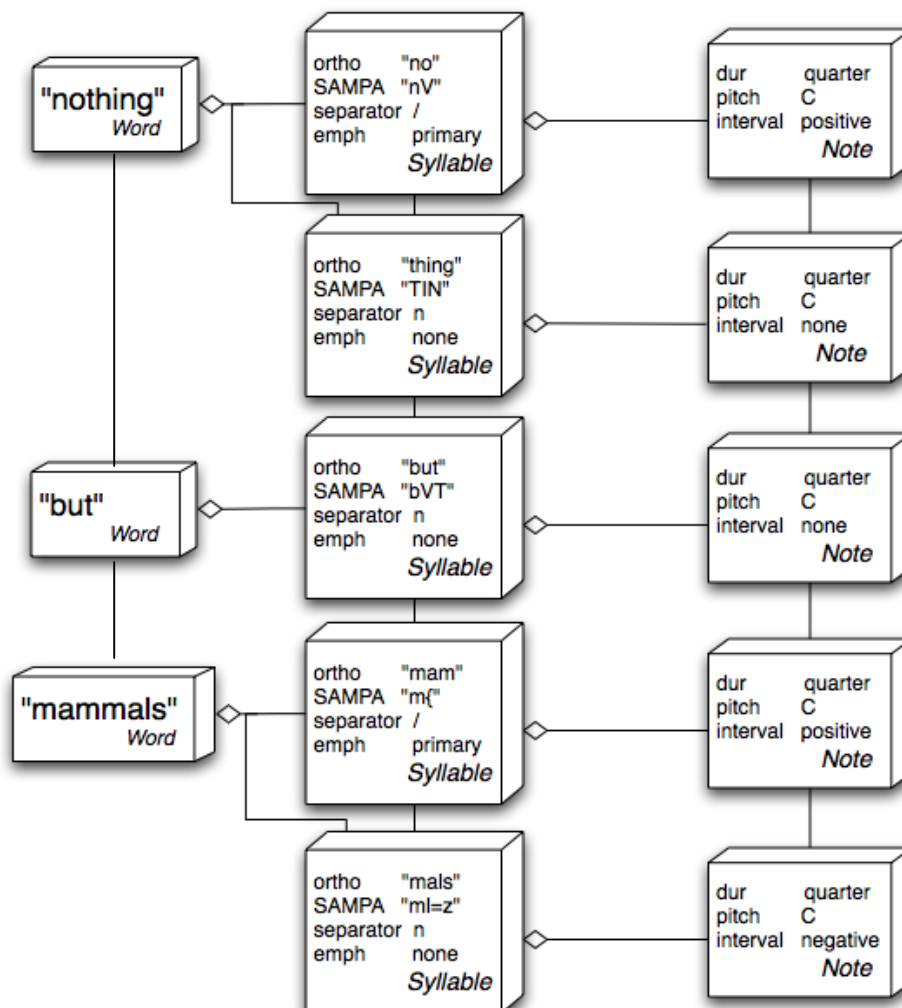 "nothing"
Word
ortho "no"
SAMPA "nV"
separator /
emph primary
Syllable
dur quarter
pitch C
interval positive
Note
ortho "thing"
SAMPA "TIN"
separator n
emph none
Syllable
dur quarter
pitch C
interval none
Note
"but"
Word
ortho "but"
SAMPA "bVT"
separator n
emph none
Syllable
dur quarter
pitch C
interval none
Note
"mammals"
Word
ortho "mam"
SAMPA "m{"
separator /
emph primary
Syllable
dur quarter
pitch C
interval positive
Note
ortho "mals"
SAMPA "ml=z"
separator n
emph none
Syllable
dur quarter
pitch C
interval negative
Note